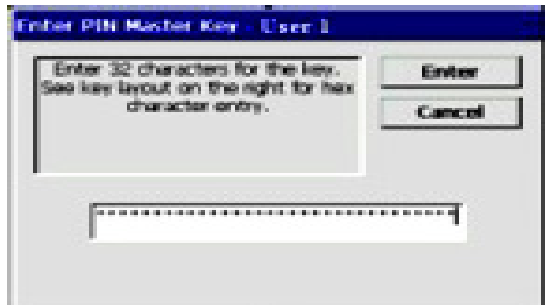 Enter PIN Master Key - User 1
Enter 32 characters for the key.
See key layout on the right for hex
character entry.
Enter
Cancel
********************************